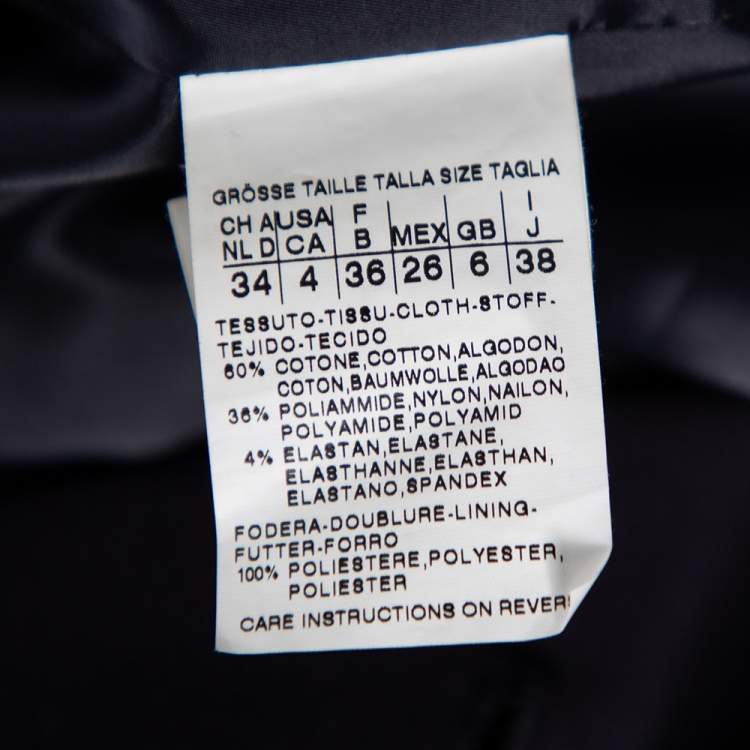 GRÖSSE TAILLE TALLA SIZE TAGLIA
CH A USA F I
NL D CA B MEX GB J
34 4 36 26 6 38
TESSUTO-TISSU-CLOTH-STOFF-
TEJIDO-TECIDO
60% COTONE,COTTON,ALGODON,
COTON,BAUMWOLLE,ALGODAO
36% POLIAMMIDE,NYLON,NAILON,
POLYAMIDE,POLYAMID
4% ELASTAN,ELASTANE,
ELASTHANNE,ELASTHAN,
ELASTANO,SPANDEX
FODERA-DOUBLURE-LINING-
FUTTER-FORRO
100% POLIESTERE,POLYESTER,
POLIESTER
CARE INSTRUCTIONS ON REVERS